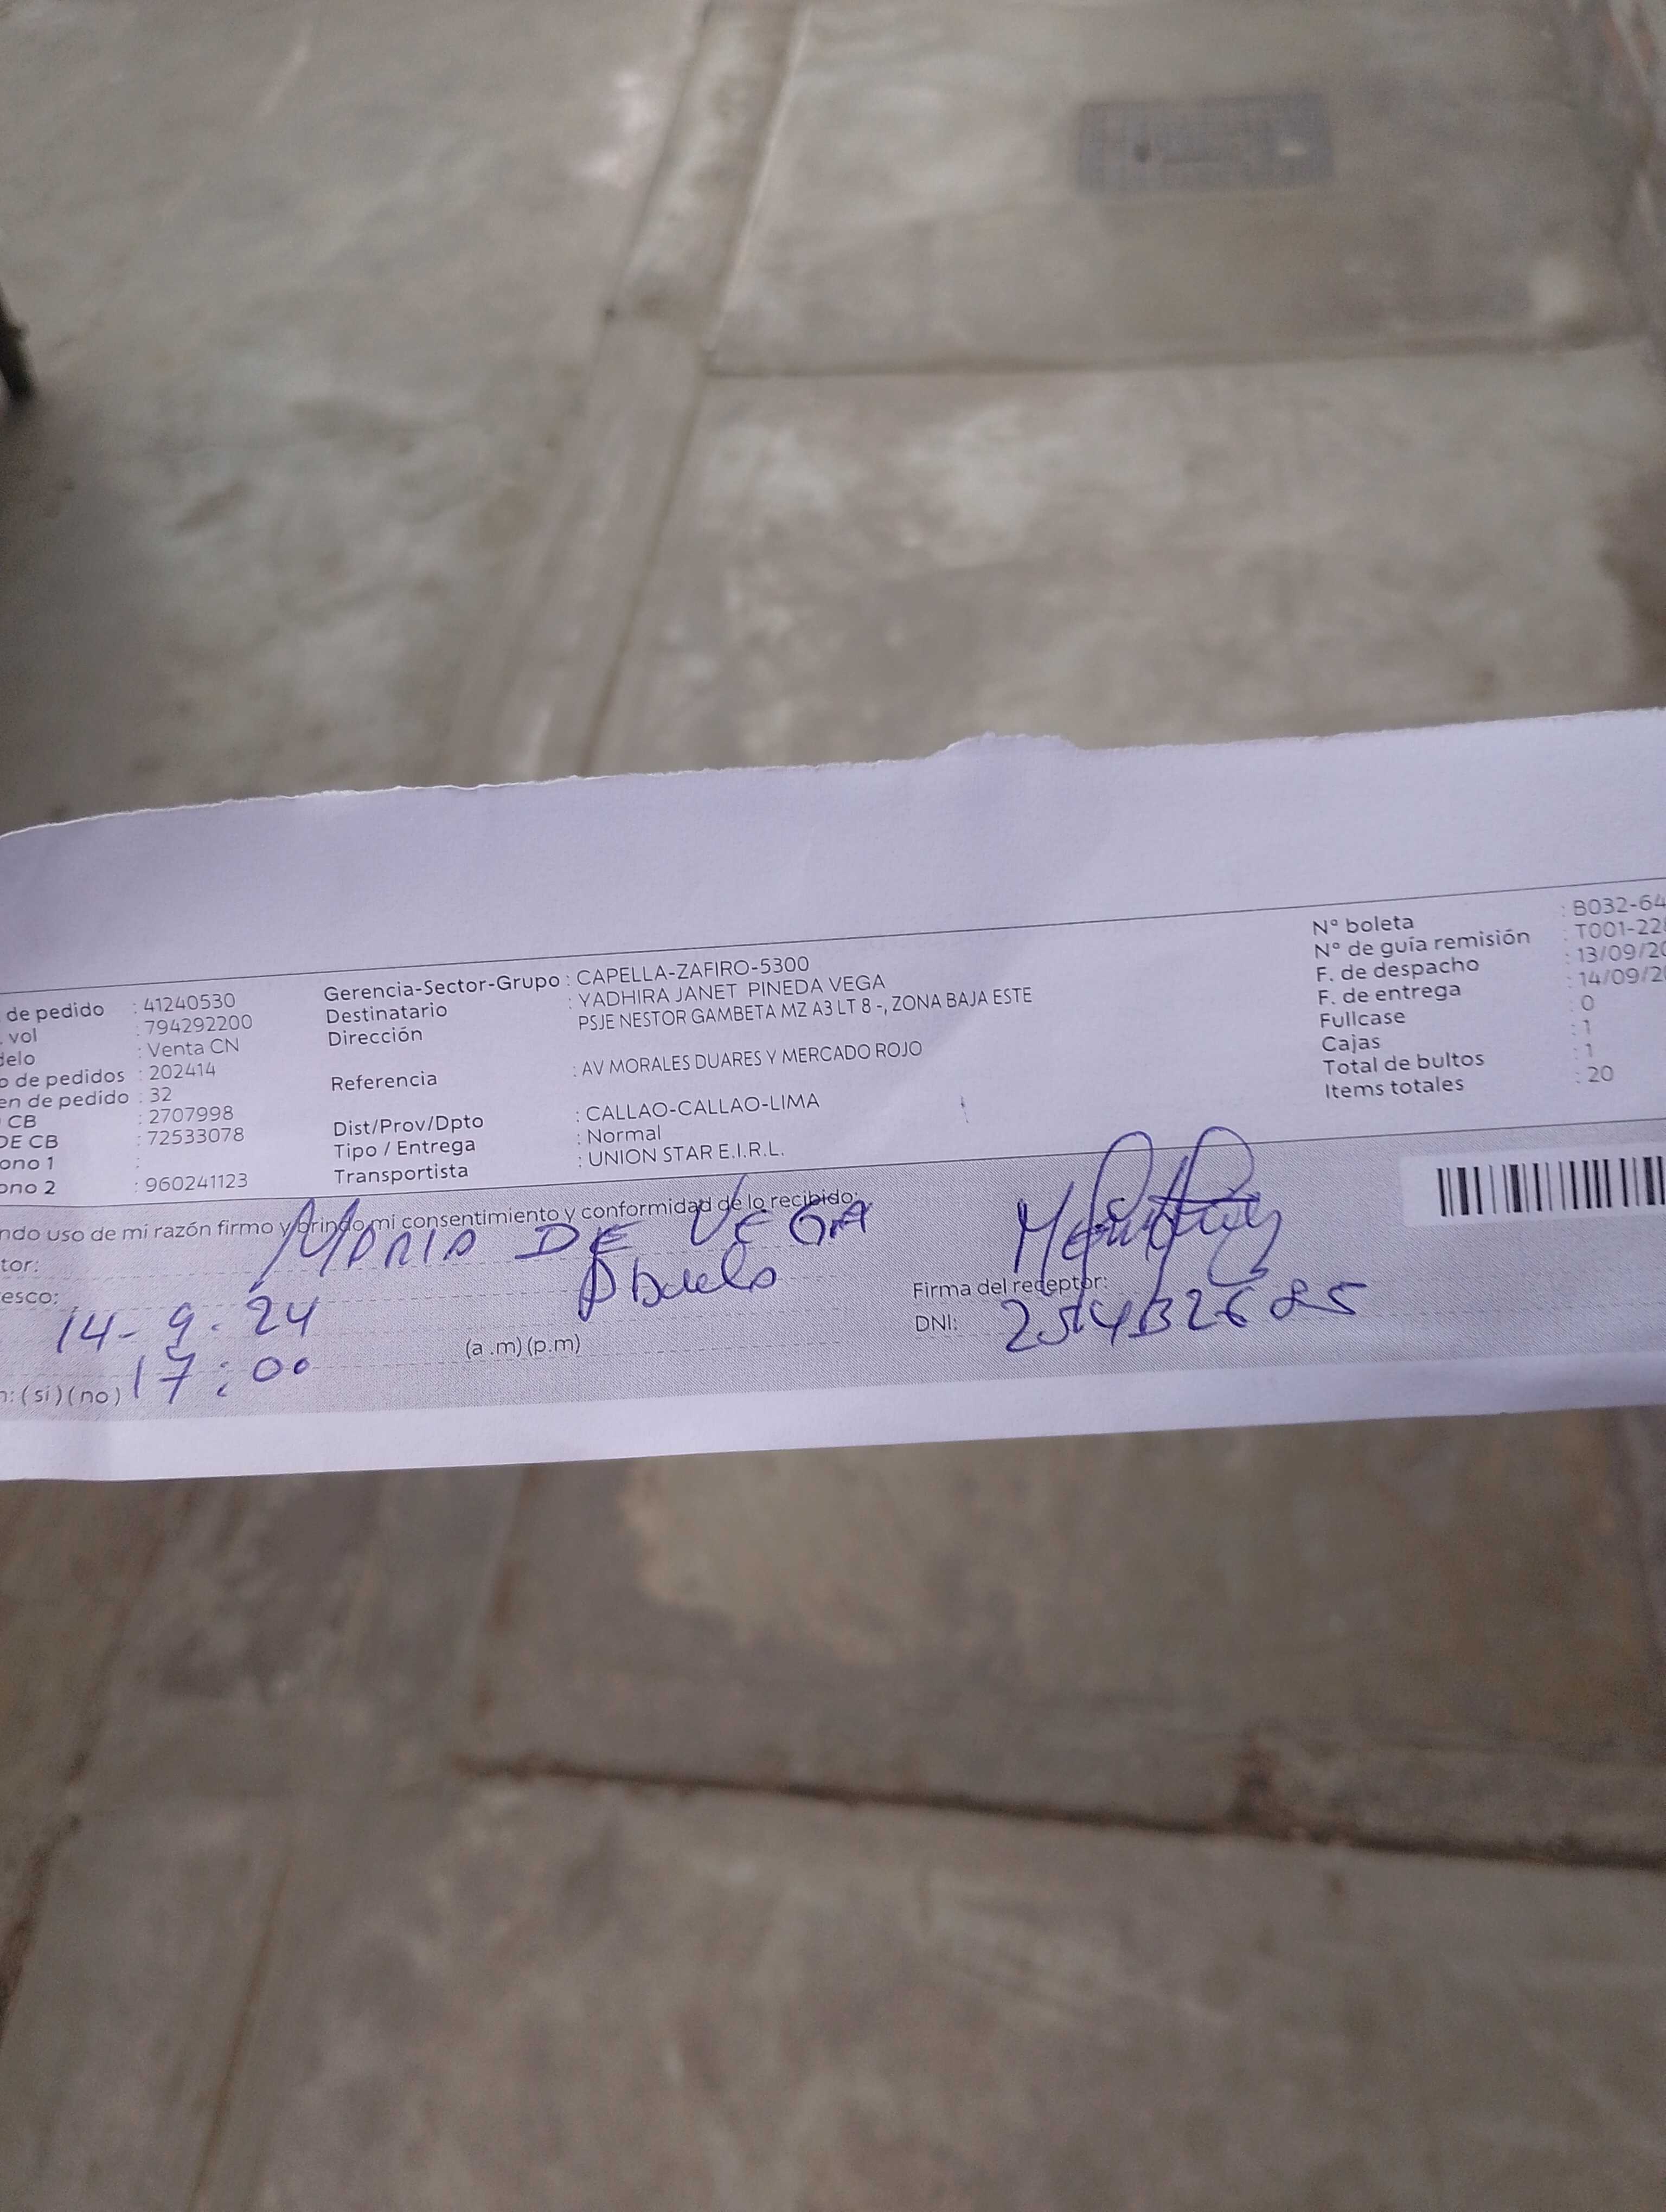 de pedido : 41240530
vol : 794292200
delo : Venta CN
o de pedidos : 202414
en de pedido : 32
CB : 2707998
DE CB : 72533078
ono 1 :
ono 2 : 960241123
Gerencia-Sector-Grupo : CAPELLA-ZAFIRO-5300
Destinatario : YADHIRA JANET PINEDA VEGA
Dirección PSJE NESTOR GAMBETA MZ A3 LT 8 -, ZONA BAJA ESTE
Referencia : AV MORALES DUARES Y MERCADO ROJO
Dist/Prov/Dpto : CALLAO-CALLAO-LIMA
Tipo / Entrega : Normal
Transportista : UNION STAR E.I.R.L.
N° boleta : B032-64
N° de guía remisión : T001-22
F. de despacho : 13/09/20
F. de entrega : 14/09/2
Fullcase : 0
Cajas : 1
Total de bultos : 1
Items totales : 20
ndo uso de mi razón firmo y brindo mi consentimiento y conformidad de lo recibido:
tor: MARIA DE VEGA
esco: Abuela
14-9-24
(a.m) (p.m)
n: (si) (no) 17:00
Firma del receptor:
DNI: